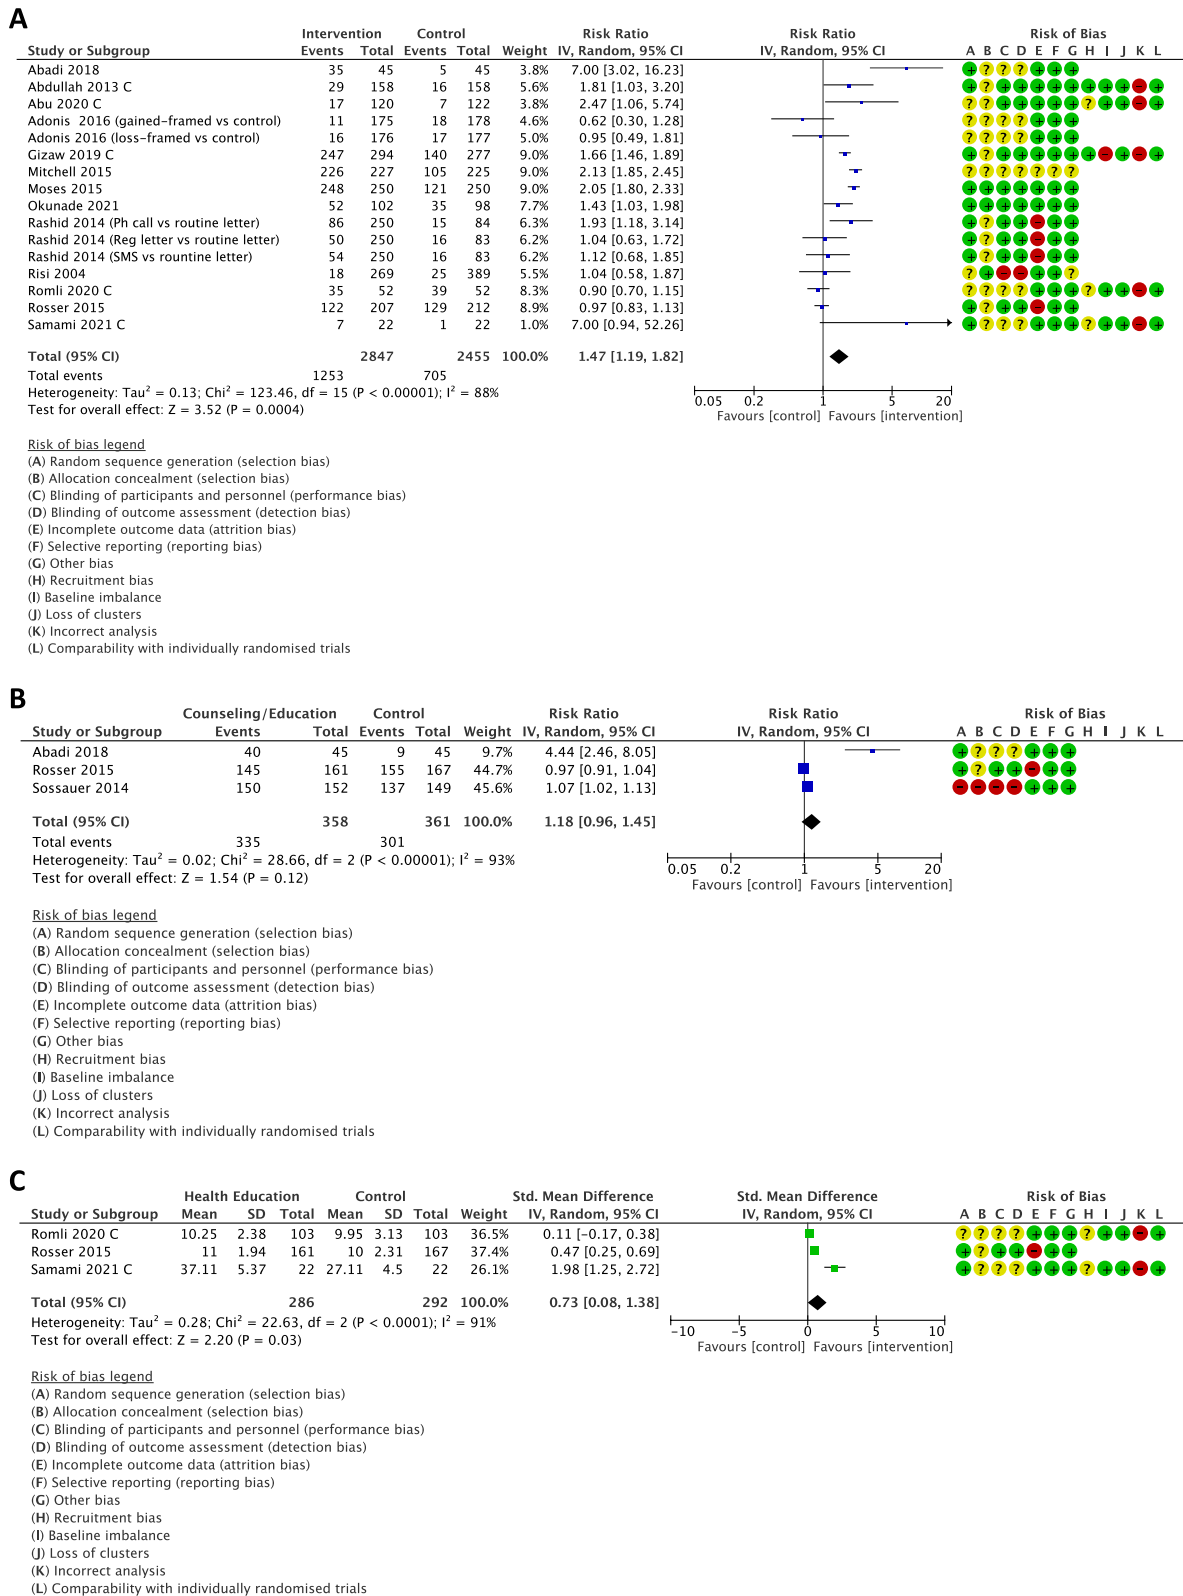 A
Intervention Control Risk Ratio Risk Ratio Risk of Bias
Study or Subgroup Events Total Events Total Weight IV, Random, 95% CI IV, Random, 95% CI A B C D E F G H I J K L
Abadi 2018 35 45 5 45 3.8% 7.00 [3.02, 16.23] + ? ? ? + + +
Abdullah 2013 C 29 158 16 158 5.6% 1.81 [1.03, 3.20] + ? + + + + + + + + - +
Abu 2020 C 17 120 7 122 3.8% 2.47 [1.06, 5.74] ? ? + + + + + ? + + - +
Adonis 2016 (gained-framed vs control) 11 175 18 178 4.6% 0.62 [0.30, 1.28] ? ? ? ? + + +
Adonis 2016 (loss-framed vs control) 16 176 17 177 5.0% 0.95 [0.49, 1.81] ? ? ? ? + + +
Gizaw 2019 C 247 294 140 277 9.0% 1.66 [1.46, 1.89] + ? + + + + + + - + - +
Mitchell 2015 226 227 105 225 9.0% 2.13 [1.85, 2.45] ? ? ? ? ? ? ?
Moses 2015 248 250 121 250 9.0% 2.05 [1.80, 2.33] + + + + + + +
Okunade 2021 52 102 35 98 7.7% 1.43 [1.03, 1.98] + + + + + + +
Rashid 2014 (Ph call vs routine letter) 86 250 15 84 6.3% 1.93 [1.18, 3.14] + ? + + - + +
Rashid 2014 (Reg letter vs routine letter) 50 250 16 83 6.2% 1.04 [0.63, 1.72] + ? + + - + +
Rashid 2014 (SMS vs rountine letter) 54 250 16 83 6.2% 1.12 [0.68, 1.85] + ? + + - + +
Risi 2004 18 269 25 389 5.5% 1.04 [0.58, 1.87] ? + - - + + ?
Romli 2020 C 35 52 39 52 8.3% 0.90 [0.70, 1.15] ? ? ? ? + + + ? + + - +
Rosser 2015 122 207 129 212 8.9% 0.97 [0.83, 1.13] + ? + + - + +
Samami 2021 C 7 22 1 22 1.0% 7.00 [0.94, 52.26] + ? ? ? + + + ? + + - +
Total (95% CI) 2847 2455 100.0% 1.47 [1.19, 1.82]
Total events 1253 705
Heterogeneity: Tau² = 0.13; Chi² = 123.46, df = 15 (P < 0.00001); I² = 88%
Test for overall effect: Z = 3.52 (P = 0.0004)
0.05 0.2 1 5 20
Favours [control] Favours [intervention]
Risk of bias legend
(A) Random sequence generation (selection bias)
(B) Allocation concealment (selection bias)
(C) Blinding of participants and personnel (performance bias)
(D) Blinding of outcome assessment (detection bias)
(E) Incomplete outcome data (attrition bias)
(F) Selective reporting (reporting bias)
(G) Other bias
(H) Recruitment bias
(I) Baseline imbalance
(J) Loss of clusters
(K) Incorrect analysis
(L) Comparability with individually randomised trials
B
Counseling/Education Control Risk Ratio Risk Ratio Risk of Bias
Study or Subgroup Events Total Events Total Weight IV, Random, 95% CI IV, Random, 95% CI A B C D E F G H I J K L
Abadi 2018 40 45 9 45 9.7% 4.44 [2.46, 8.05] + ? ? ? + + +
Rosser 2015 145 161 155 167 44.7% 0.97 [0.91, 1.04] + ? + + - + +
Sossauer 2014 150 152 137 149 45.6% 1.07 [1.02, 1.13] - - - - + + +
Total (95% CI) 358 361 100.0% 1.18 [0.96, 1.45]
Total events 335 301
Heterogeneity: Tau² = 0.02; Chi² = 28.66, df = 2 (P < 0.00001); I² = 93%
Test for overall effect: Z = 1.54 (P = 0.12)
0.05 0.2 1 5 20
Favours [control] Favours [intervention]
Risk of bias legend
(A) Random sequence generation (selection bias)
(B) Allocation concealment (selection bias)
(C) Blinding of participants and personnel (performance bias)
(D) Blinding of outcome assessment (detection bias)
(E) Incomplete outcome data (attrition bias)
(F) Selective reporting (reporting bias)
(G) Other bias
(H) Recruitment bias
(I) Baseline imbalance
(J) Loss of clusters
(K) Incorrect analysis
(L) Comparability with individually randomised trials
C
Health Education Control Std. Mean Difference Std. Mean Difference Risk of Bias
Study or Subgroup Mean SD Total Mean SD Total Weight IV, Random, 95% CI IV, Random, 95% CI A B C D E F G H I J K L
Romli 2020 C 10.25 2.38 103 9.95 3.13 103 36.5% 0.11 [-0.17, 0.38] ? ? ? ? + + + ? + + - +
Rosser 2015 11 1.94 161 10 2.31 167 37.4% 0.47 [0.25, 0.69] + ? + + - + +
Samami 2021 C 37.11 5.37 22 27.11 4.5 22 26.1% 1.98 [1.25, 2.72] + ? ? ? + + + ? + + - +
Total (95% CI) 286 292 100.0% 0.73 [0.08, 1.38]
Heterogeneity: Tau² = 0.28; Chi² = 22.63, df = 2 (P < 0.0001); I² = 91%
Test for overall effect: Z = 2.20 (P = 0.03)
-10 -5 0 5 10
Favours [control] Favours [intervention]
Risk of bias legend
(A) Random sequence generation (selection bias)
(B) Allocation concealment (selection bias)
(C) Blinding of participants and personnel (performance bias)
(D) Blinding of outcome assessment (detection bias)
(E) Incomplete outcome data (attrition bias)
(F) Selective reporting (reporting bias)
(G) Other bias
(H) Recruitment bias
(I) Baseline imbalance
(J) Loss of clusters
(K) Incorrect analysis
(L) Comparability with individually randomised trials